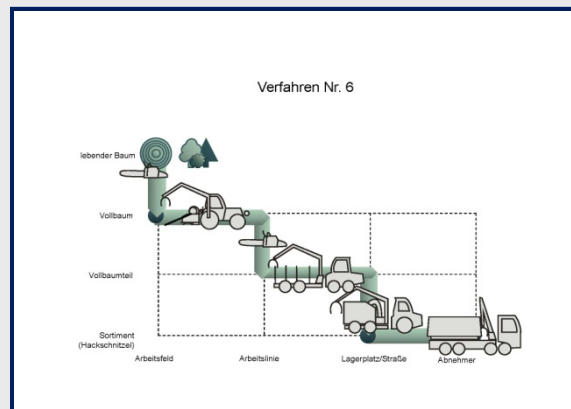 Verfahren Nr. 6
lebender Baum
Vollbaum
Vollbaumteil
Sortiment
(Hackschnitzel)
Arbeitsfeld
Arbeitslinie
Lagerplatz/Straße
Abnehmer